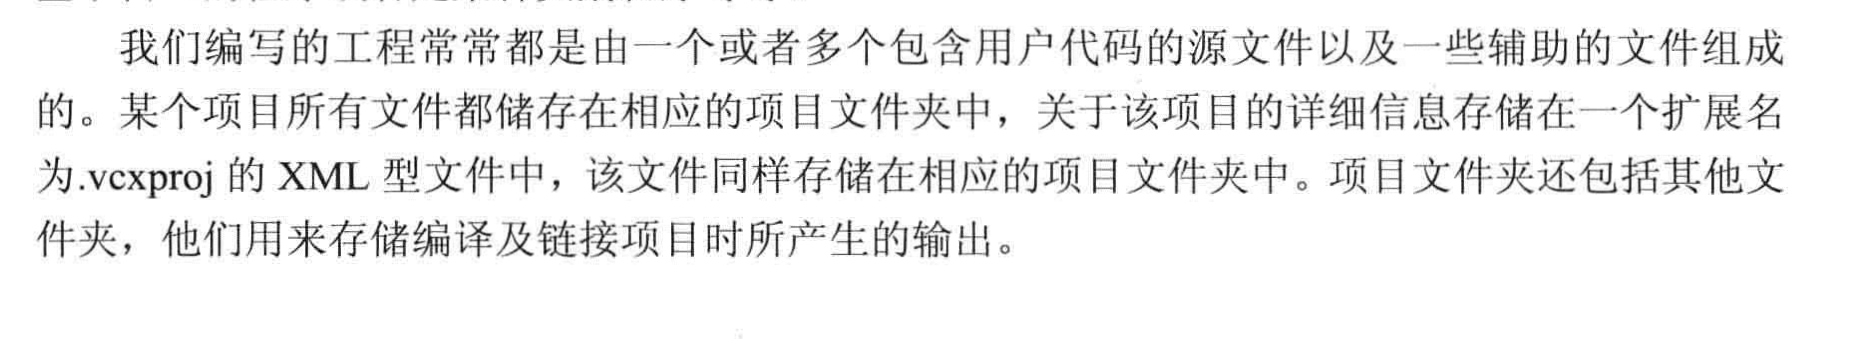 我们编写的工程常常都是由一个或者多个包含用户代码的源文件以及一些辅助的文件组成
的。某个项目所有文件都储存在相应的项目文件夹中，关于该项目的详细信息存储在一个扩展名
为.vcxproj 的 XML 型文件中，该文件同样存储在相应的项目文件夹中。项目文件夹还包括其他文
件夹，他们用来存储编译及链接项目时所产生的输出。